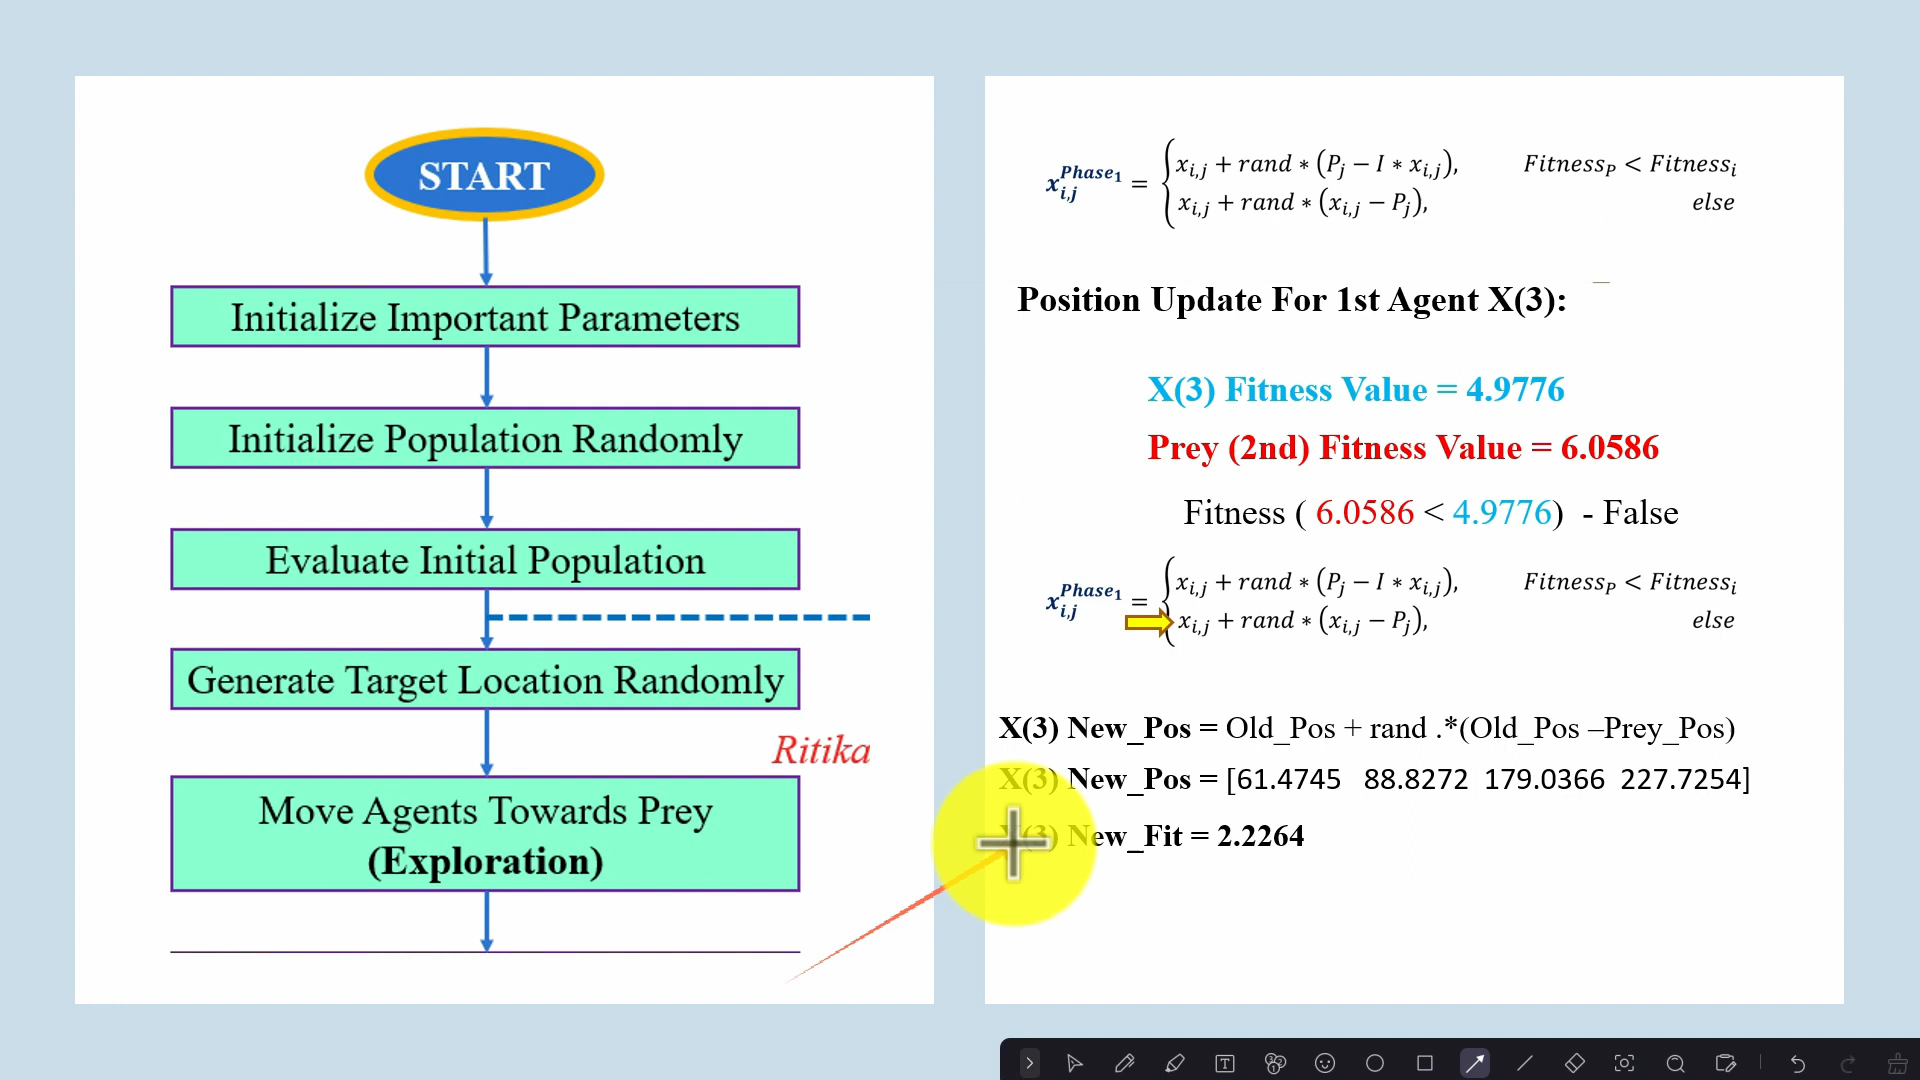 START
Initialize Important Parameters
Initialize Population Randomly
Evaluate Initial Population
Generate Target Location Randomly
Ritika
Move Agents Towards Prey
(Exploration)
x_{i,j}^{Phase_1} = { x_{i,j} + rand * (P_j − I * x_{i,j}), Fitness_P < Fitness_i
x_{i,j} + rand * (x_{i,j} − P_j), else
Position Update For 1st Agent X(3):
X(3) Fitness Value = 4.9776
Prey (2nd) Fitness Value = 6.0586
Fitness ( 6.0586 < 4.9776) - False
x_{i,j}^{Phase_1} = { x_{i,j} + rand * (P_j − I * x_{i,j}), Fitness_P < Fitness_i
x_{i,j} + rand * (x_{i,j} − P_j), else
X(3) New_Pos = Old_Pos + rand .*(Old_Pos –Prey_Pos)
X(3) New_Pos = [61.4745 88.8272 179.0366 227.7254]
X(3) New_Fit = 2.2264